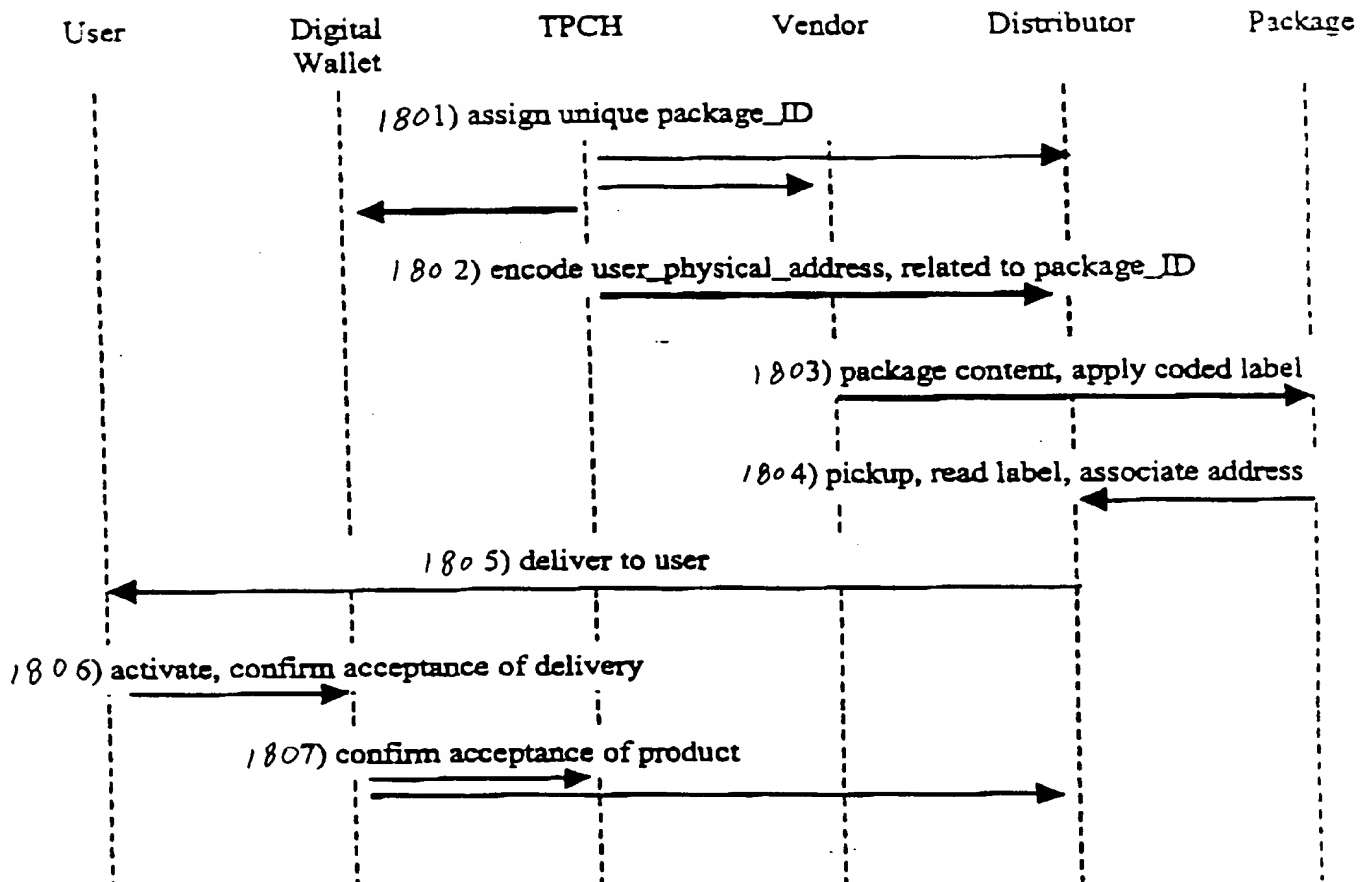 User Digital TPCH Vendor Distributor Package
Wallet
1801) assign unique package_ID
1802) encode user_physical_address, related to package_ID
1803) package content, apply coded label
1804) pickup, read label, associate address
1805) deliver to user
1806) activate, confirm acceptance of delivery
1807) confirm acceptance of product